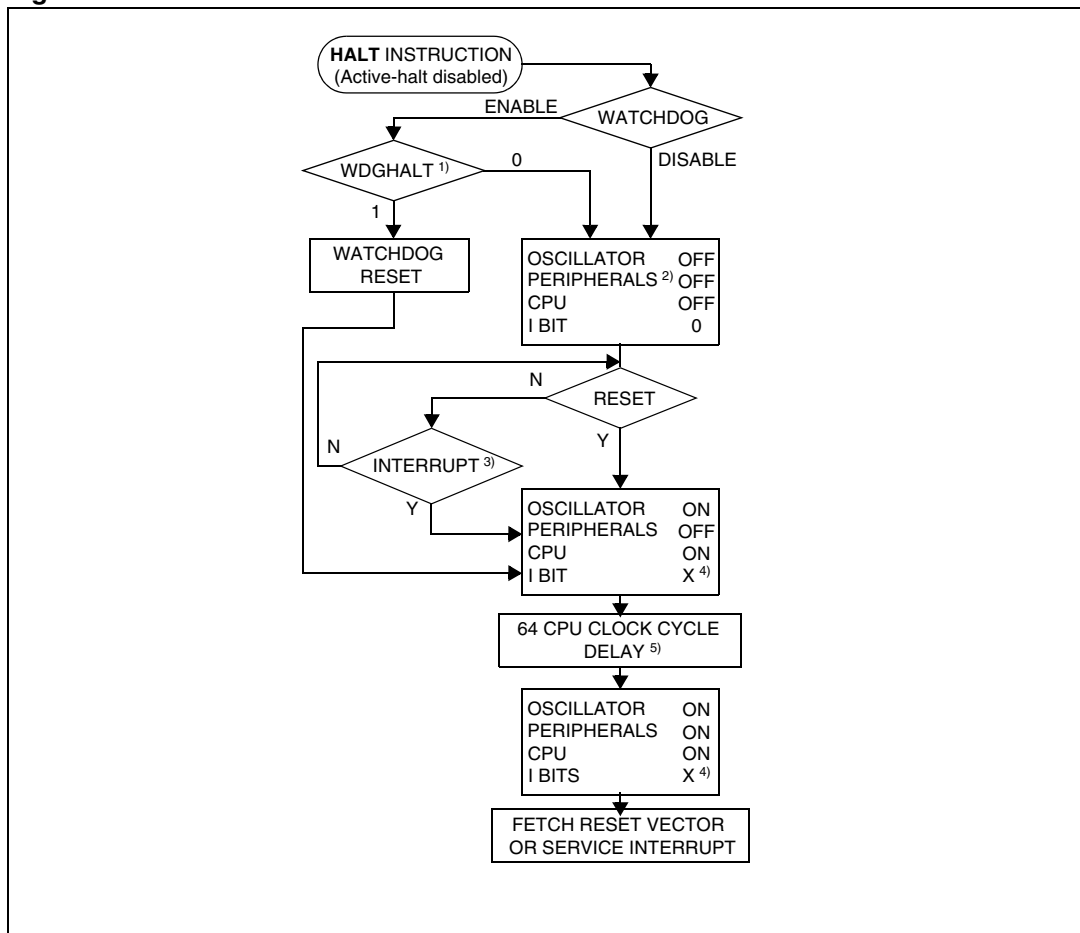 HALT INSTRUCTION
(Active-halt disabled)
ENABLE
WATCHDOG
DISABLE
WDGHALT 1)
0
1
WATCHDOG
RESET
OSCILLATOR OFF
PERIPHERALS 2) OFF
CPU OFF
I BIT 0
N
RESET
Y
N
INTERRUPT 3)
Y
OSCILLATOR ON
PERIPHERALS OFF
CPU ON
I BIT X 4)
64 CPU CLOCK CYCLE
DELAY 5)
OSCILLATOR ON
PERIPHERALS ON
CPU ON
I BITS X 4)
FETCH RESET VECTOR
OR SERVICE INTERRUPT